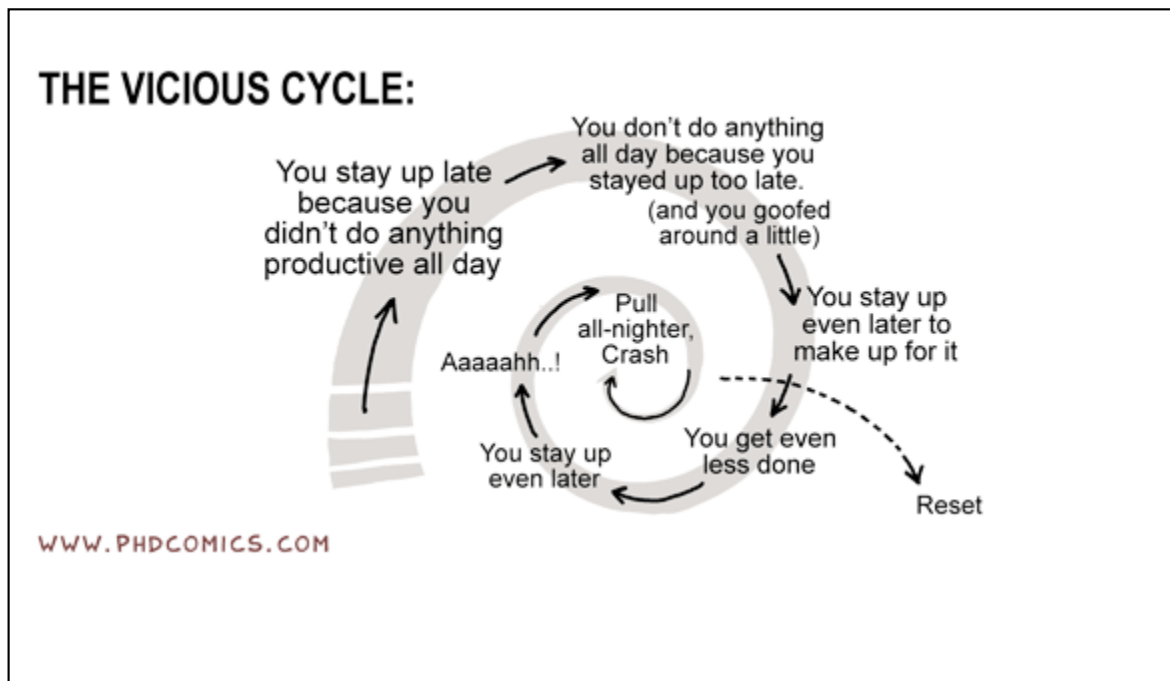 THE VICIOUS CYCLE:
You stay up late
because you
didn't do anything
productive all day
You don't do anything
all day because you
stayed up too late.
(and you goofed
around a little)
You stay up
even later to
make up for it
You get even
less done
You stay up
even later
Aaaaahh..!
Pull
all-nighter,
Crash
Reset
WWW.PHDCOMICS.COM